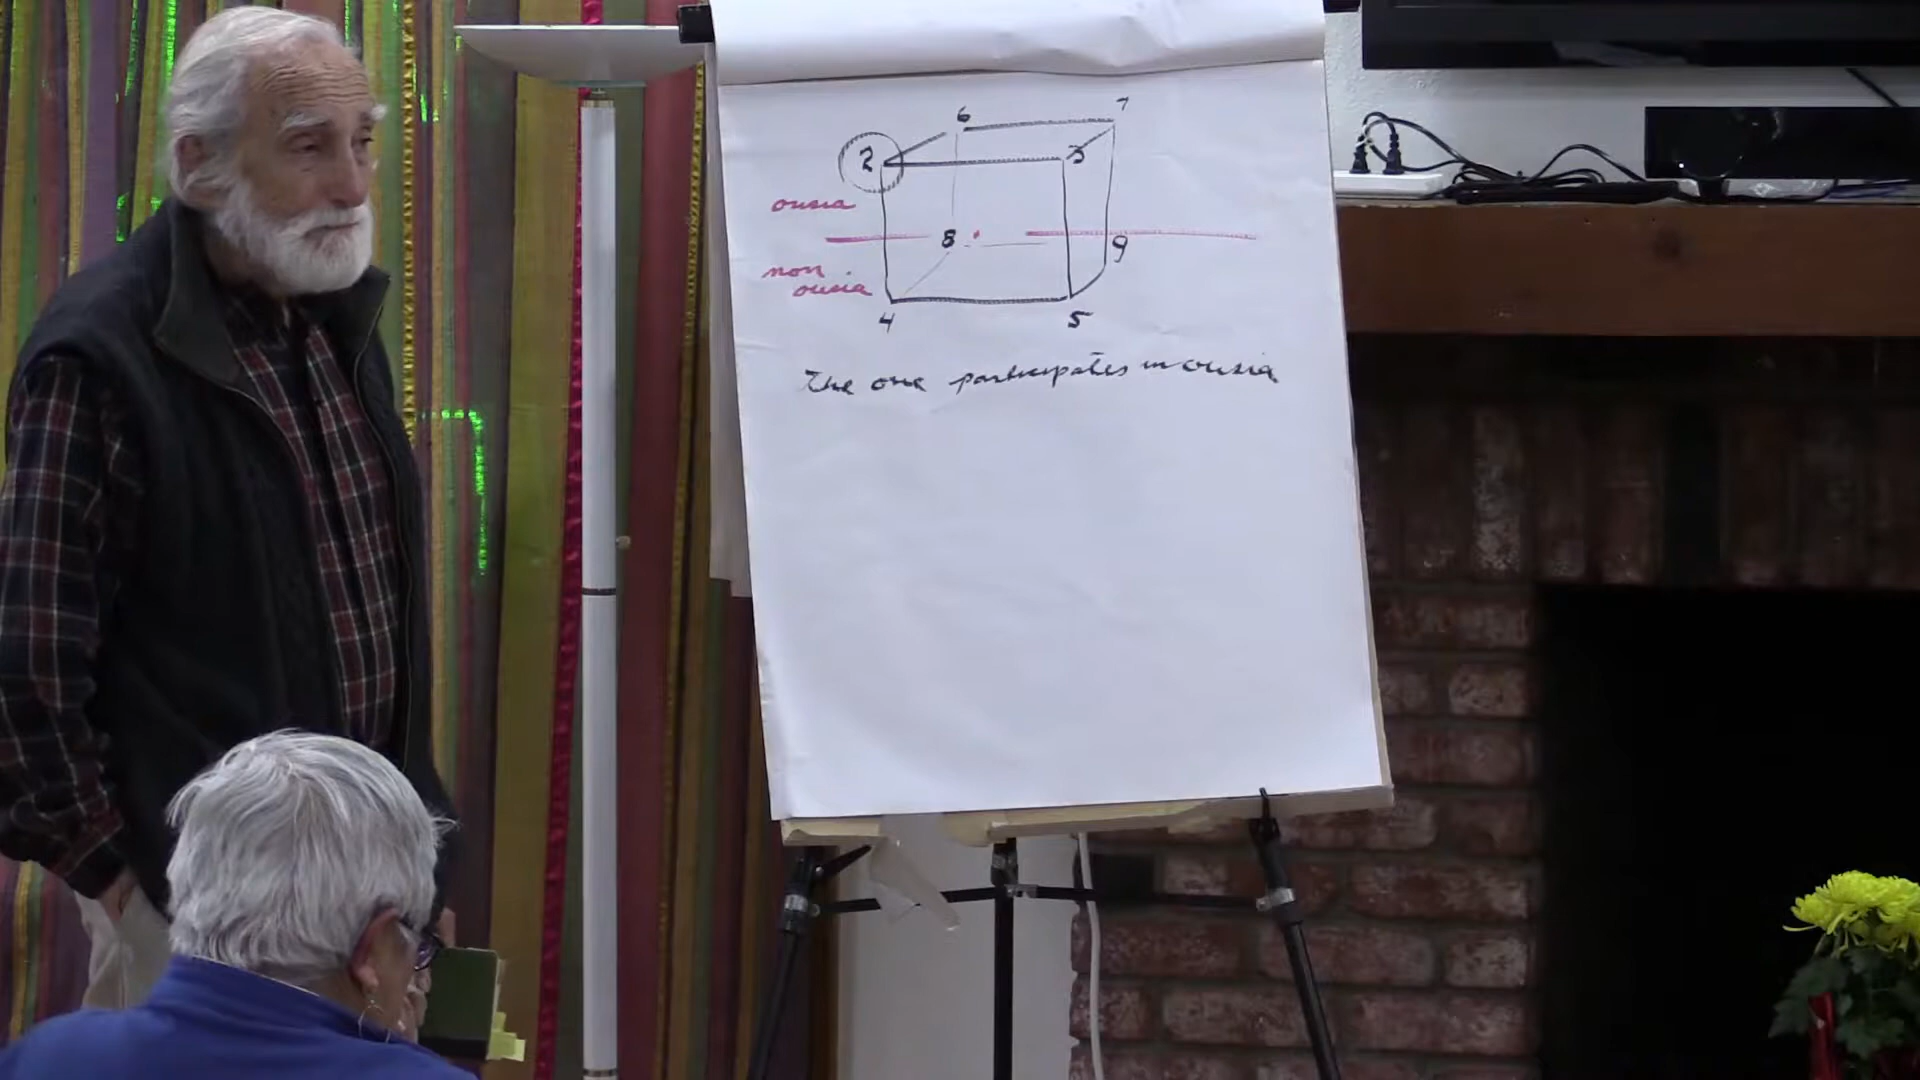 6 7
2 3
ousia
8 9
non
ousia
4 5
The one participates in ousia